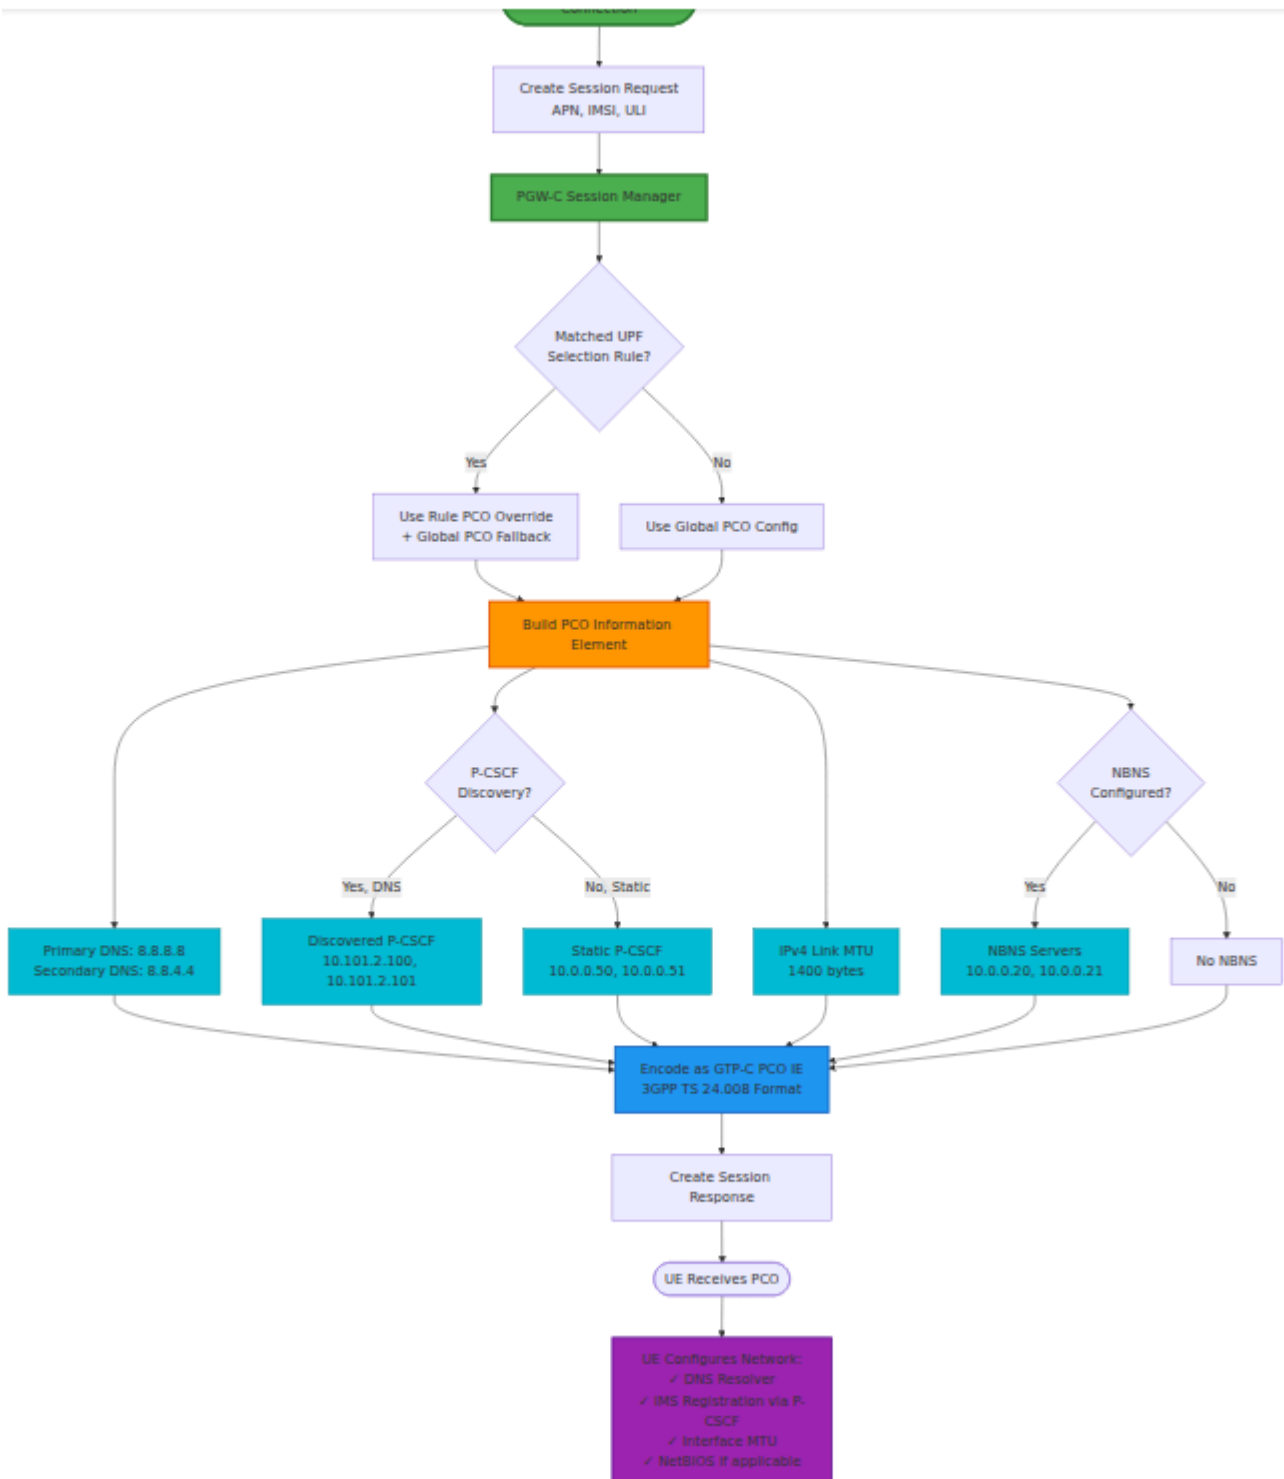 Connection
Create Session Request
APN, IMSI, ULI
PGW-C Session Manager
Matched UPF
Selection Rule?
Yes
No
Use Rule PCO Override
+ Global PCO Fallback
Use Global PCO Config
Build PCO Information
Element
P-CSCF
Discovery?
NBNS
Configured?
Yes, DNS
No, Static
Yes
No
Primary DNS: 8.8.8.8
Secondary DNS: 8.8.4.4
Discovered P-CSCF
10.101.2.100,
10.101.2.101
Static P-CSCF
10.0.0.50, 10.0.0.51
IPv4 Link MTU
1400 bytes
NBNS Servers
10.0.0.20, 10.0.0.21
No NBNS
Encode as GTP-C PCO IE
3GPP TS 24.008 Format
Create Session
Response
UE Receives PCO
UE Configures Network:
✓ DNS Resolver
✓ IMS Registration via P-
CSCF
✓ Interface MTU
✓ NetBIOS if applicable